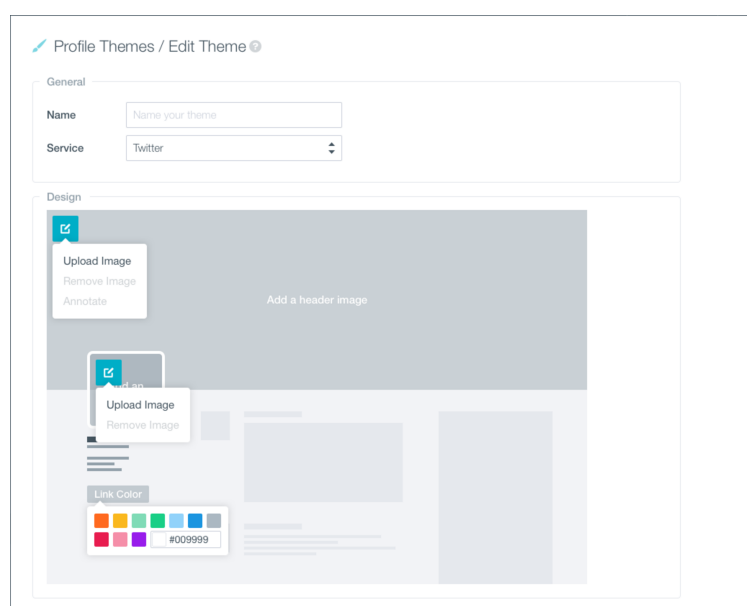 Profile Themes / Edit Theme ?
General
Name
Name your theme
Service
Twitter
Design
Upload Image
Remove Image
Annotate
Add a header image
Upload Image
Remove Image
Link Color
#009999